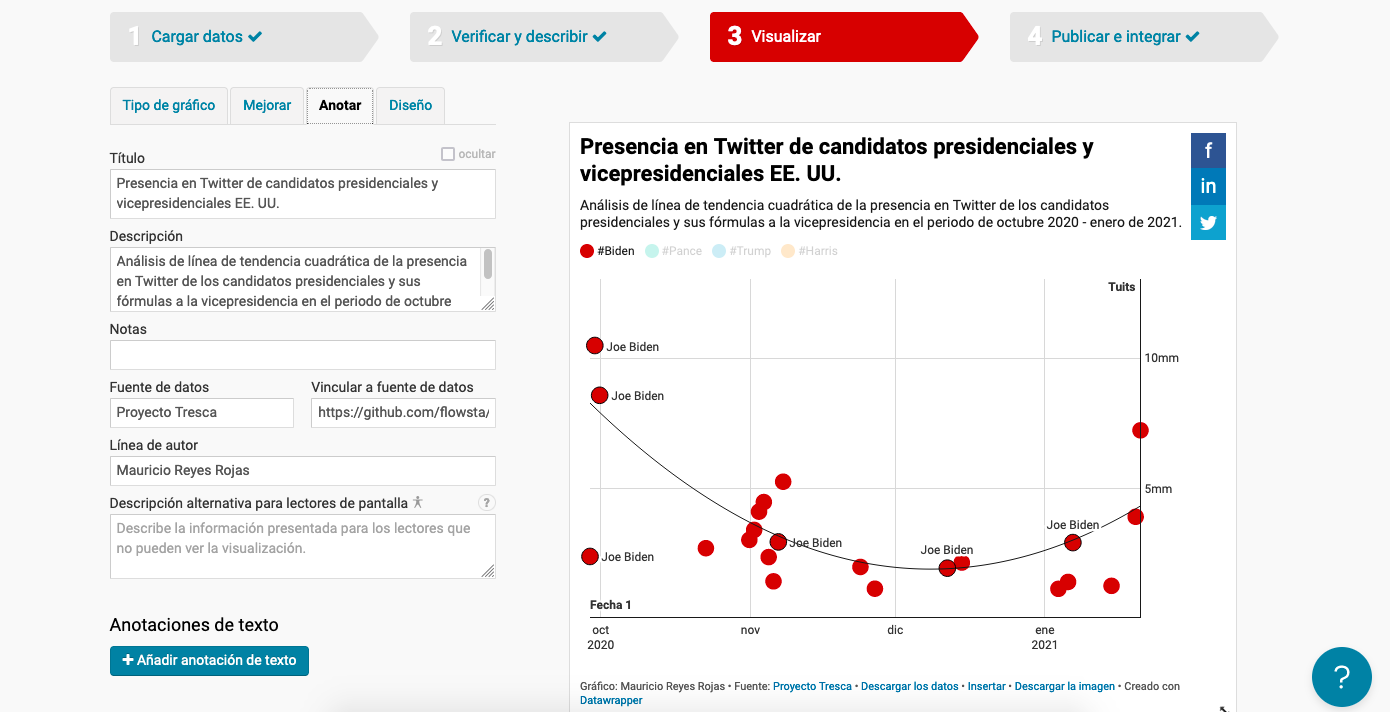 1 Cargar datos
2 Verificar y describir
3 Visualizar
4 Publicar e integrar
Tipo de gráfico
Mejorar
Anotar
Diseño
Título
ocultar
Presencia en Twitter de candidatos presidenciales y
vicepresidenciales EE. UU.
Descripción
Análisis de línea de tendencia cuadrática de la presencia
en Twitter de los candidatos presidenciales y sus
fórmulas a la vicepresidencia en el periodo de octubre
Notas
Fuente de datos
Vincular a fuente de datos
Proyecto Tresca
https://github.com/flowsta/
Línea de autor
Mauricio Reyes Rojas
Descripción alternativa para lectores de pantalla
?
Describe la información presentada para los lectores que
no pueden ver la visualización.
Anotaciones de texto
+ Añadir anotación de texto
Presencia en Twitter de candidatos presidenciales y
vicepresidenciales EE. UU.
f
in
Análisis de línea de tendencia cuadrática de la presencia en Twitter de los candidatos
presidenciales y sus fórmulas a la vicepresidencia en el periodo de octubre 2020 - enero de 2021.
#Biden #Pance #Trump #Harris
Tuits
Joe Biden
10mm
Joe Biden
5mm
Joe Biden
Joe Biden
Joe Biden
Joe Biden
Fecha 1
oct nov dic ene
2020 2021
Gráfico: Mauricio Reyes Rojas • Fuente: Proyecto Tresca • Descargar los datos • Insertar • Descargar la imagen • Creado con
Datawrapper
?